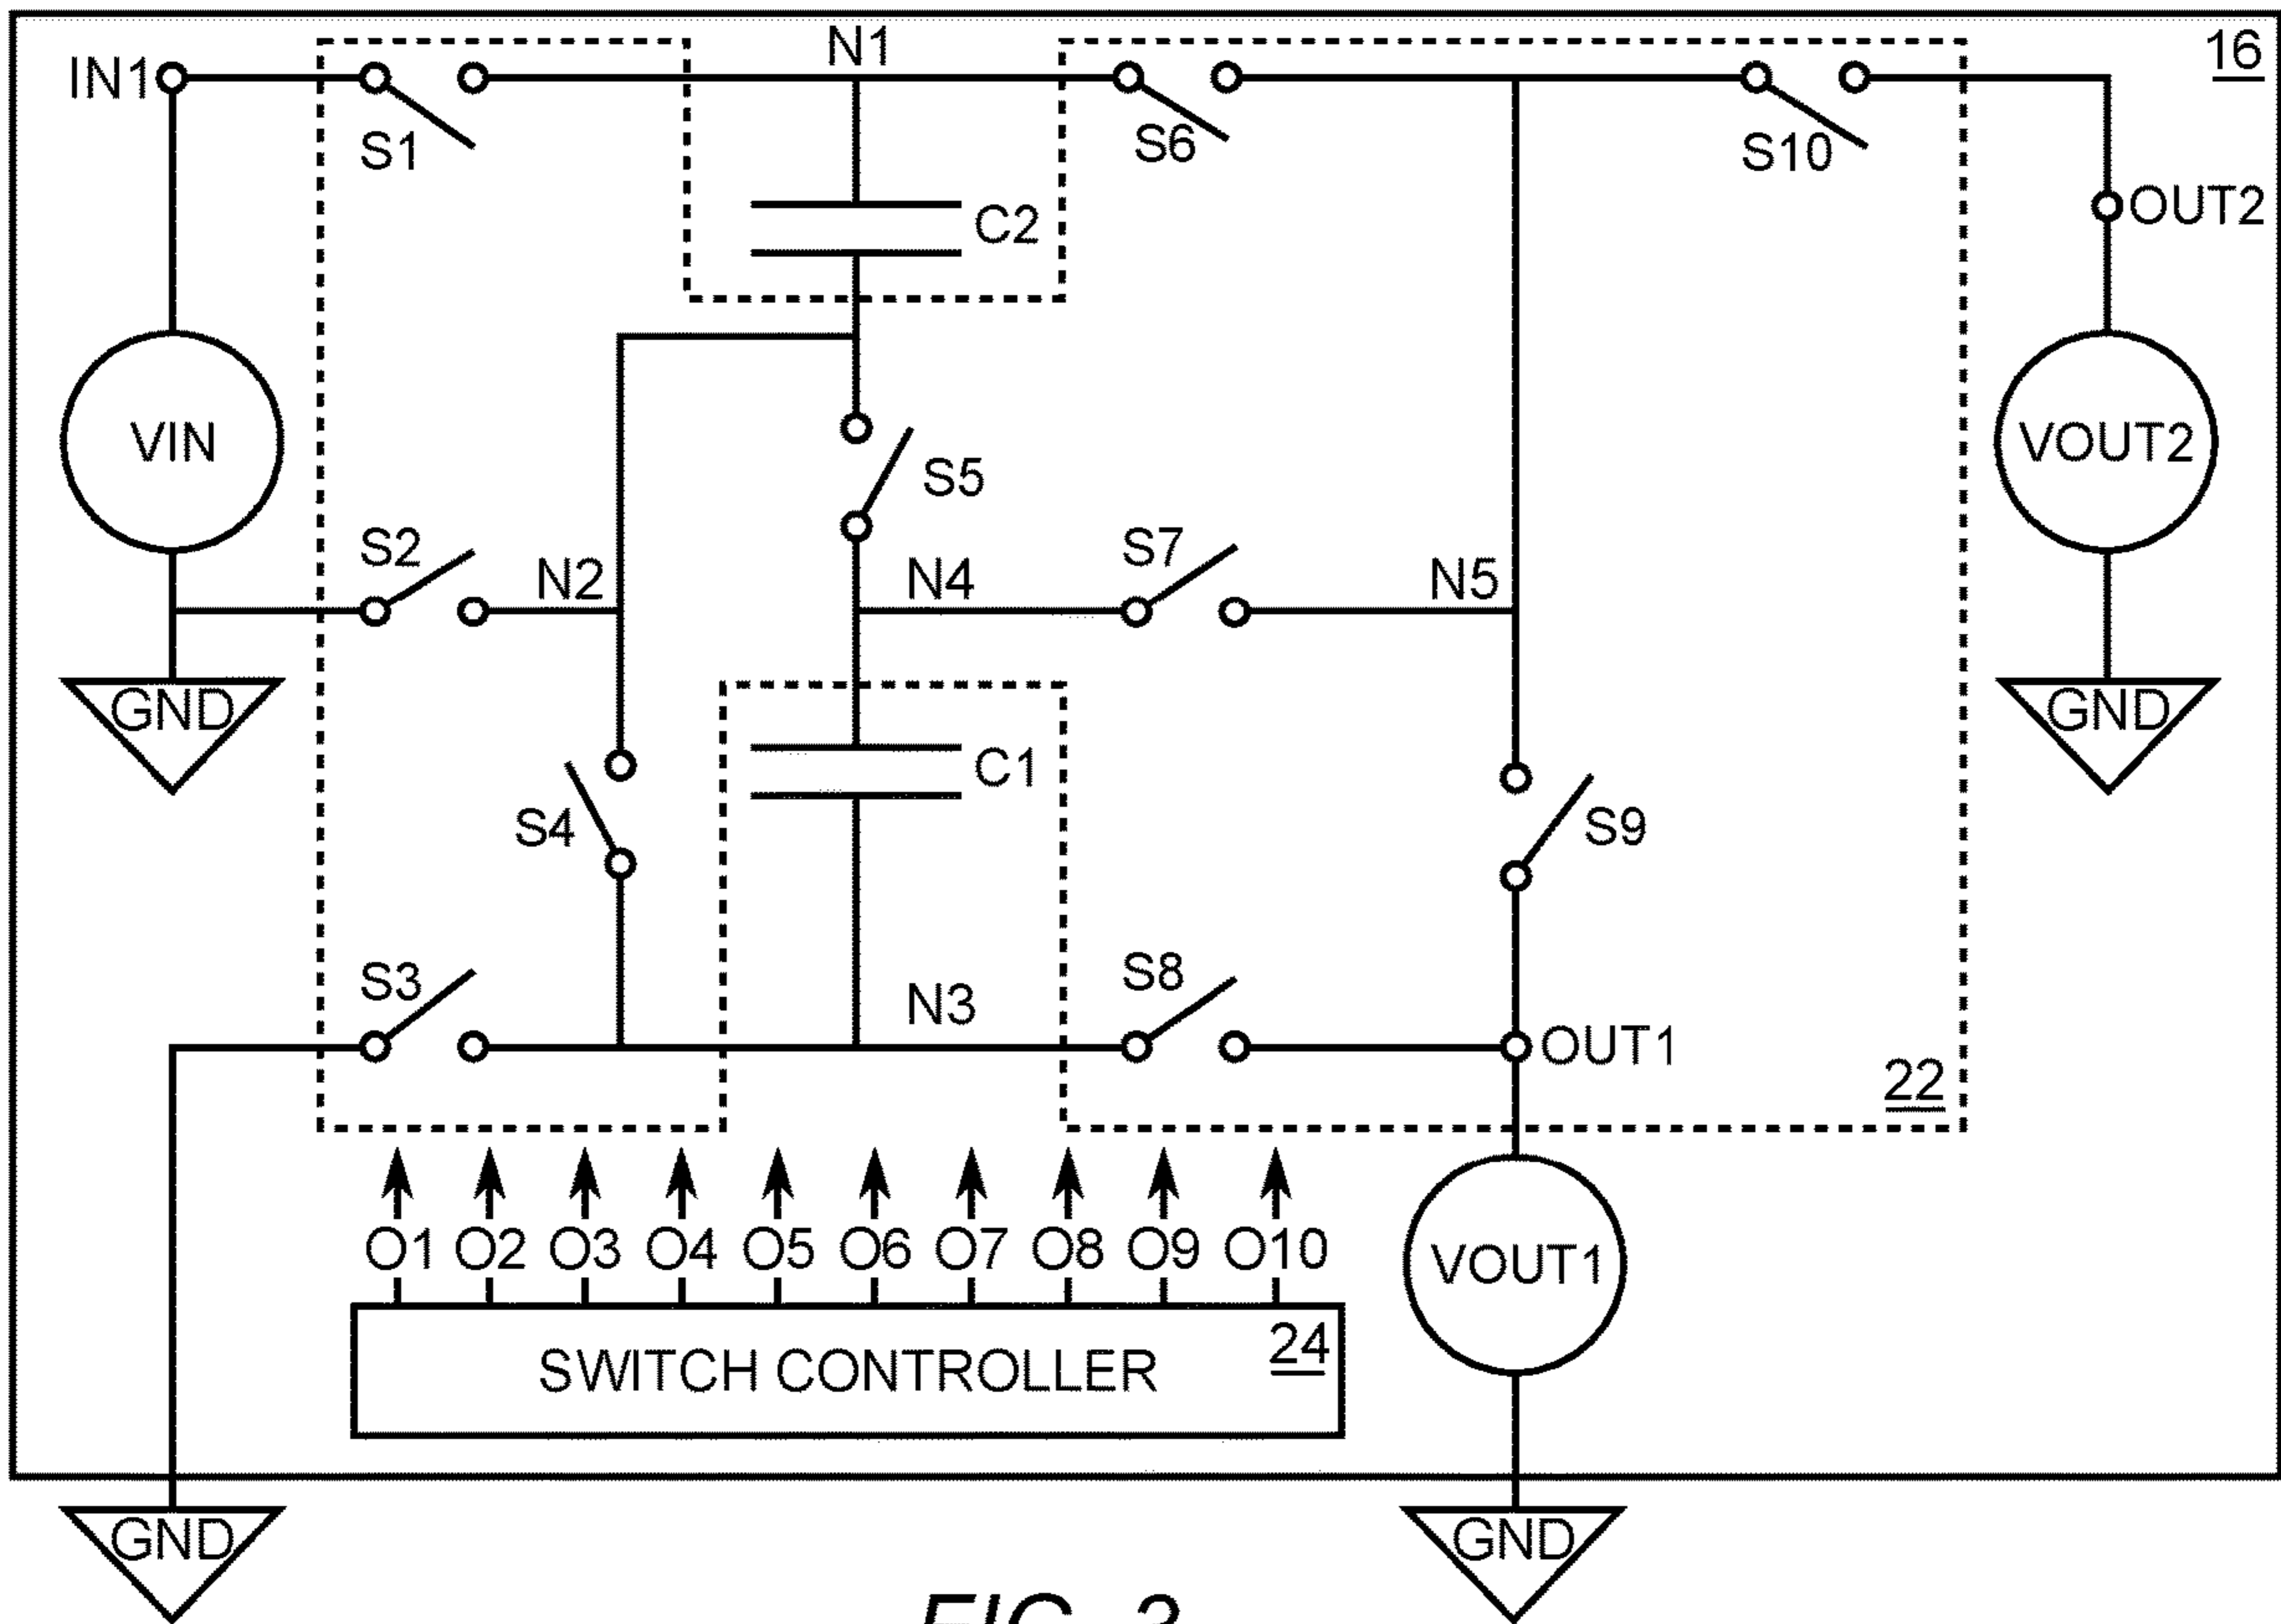 16
IN1
N1
S1
S6
S10
C2
OUT2
VIN
S5
VOUT2
S2
N2
N4
S7
N5
GND
GND
C1
S4
S9
S3
N3
S8
OUT1
22
O1 O2 O3 O4 O5 O6 O7 O8 O9 O10
VOUT1
SWITCH CONTROLLER 24
GND
GND